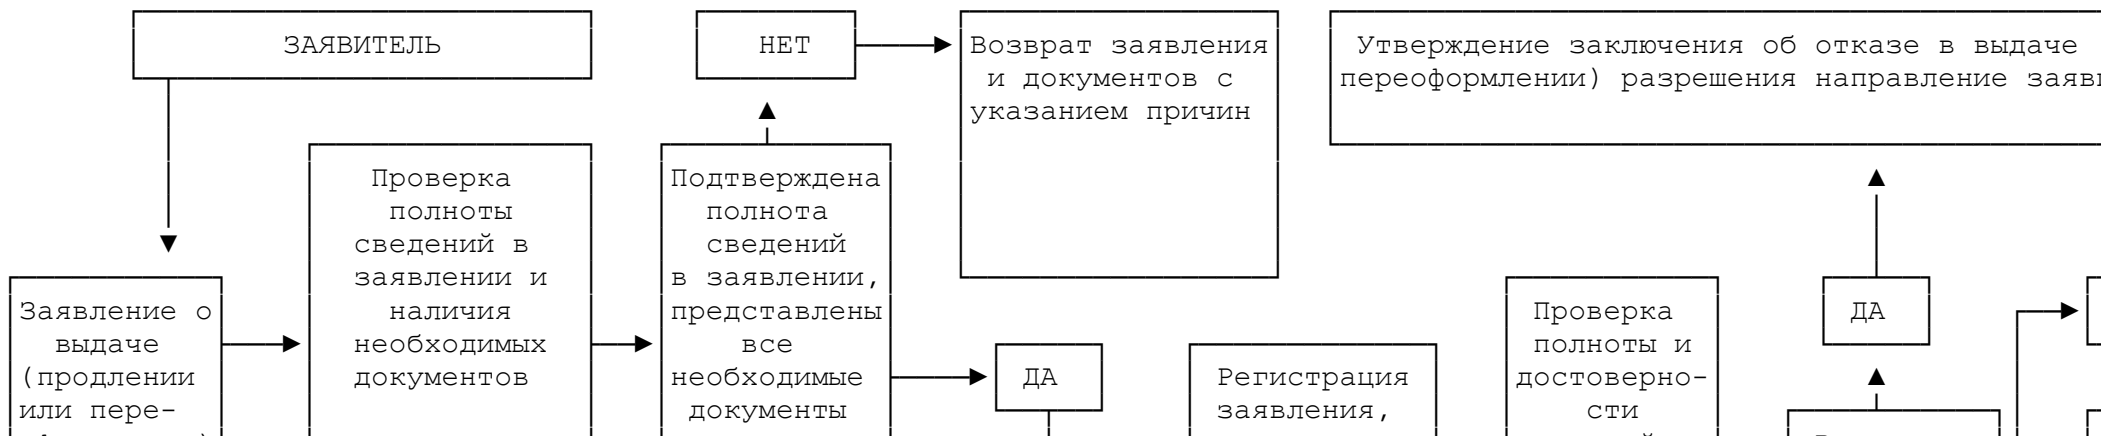 ЗАЯВИТЕЛЬ
НЕТ
Возврат заявления
и документов с
указанием причин
Утверждение заключения об отказе в выдаче
переоформлении) разрешения направление
Проверка
полноты
сведений в
заявлении и
наличия
необходимых
документов
Подтверждена
полнота
сведений
в заявлении,
представлены
все
необходимые
документы
Заявление о
выдаче
(продлении
или пере-
ДА
Регистрация
заявления,
Проверка
полноты и
достоверно-
сти
ДА